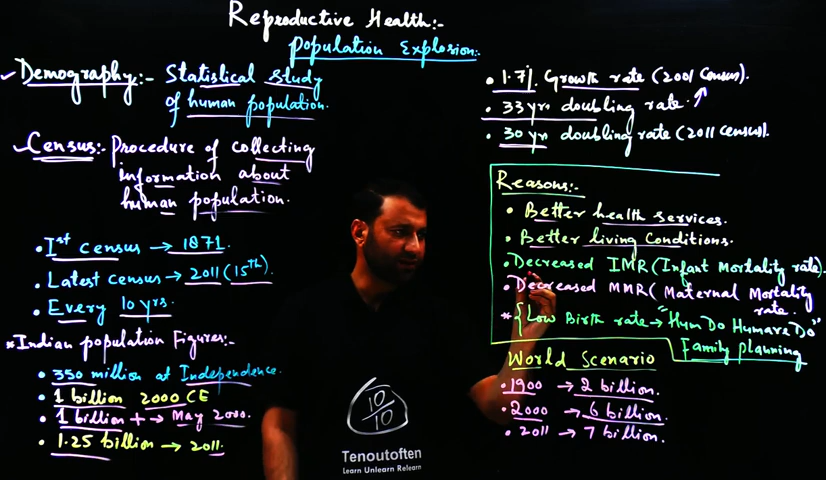 Reproductive Health:-
Population Explosion:-
✓ Demography:- Statistical study
of human population.
✓ Census:- Procedure of collecting
information about
human population.
• Ist census → 1871.
• Latest census → 2011 (15th)
• Every 10 yrs.
* Indian population Figures:-
• 350 million at Independence.
• 1 billion 2000 CE
• 1 billion + → May 2000.
• 1.25 billion → 2011.
• 1.7% Growth rate (2001 Census).
• 33 yrs doubling rate.
• 30 yr doubling rate (2011 Census).
Reasons:-
• Better health services.
• Better living Conditions.
• Decreased IMR (Infant Mortality rate).
• Decreased MMR (Maternal Mortality
rate.
* { Low Birth rate → "Hum Do Humare Do"
Family planning
World Scenario
• 1900 → 2 billion.
• 2000 → 6 billion.
• 2011 → 7 billion.
10
10
Tenoutoften
Learn Unlearn Relearn